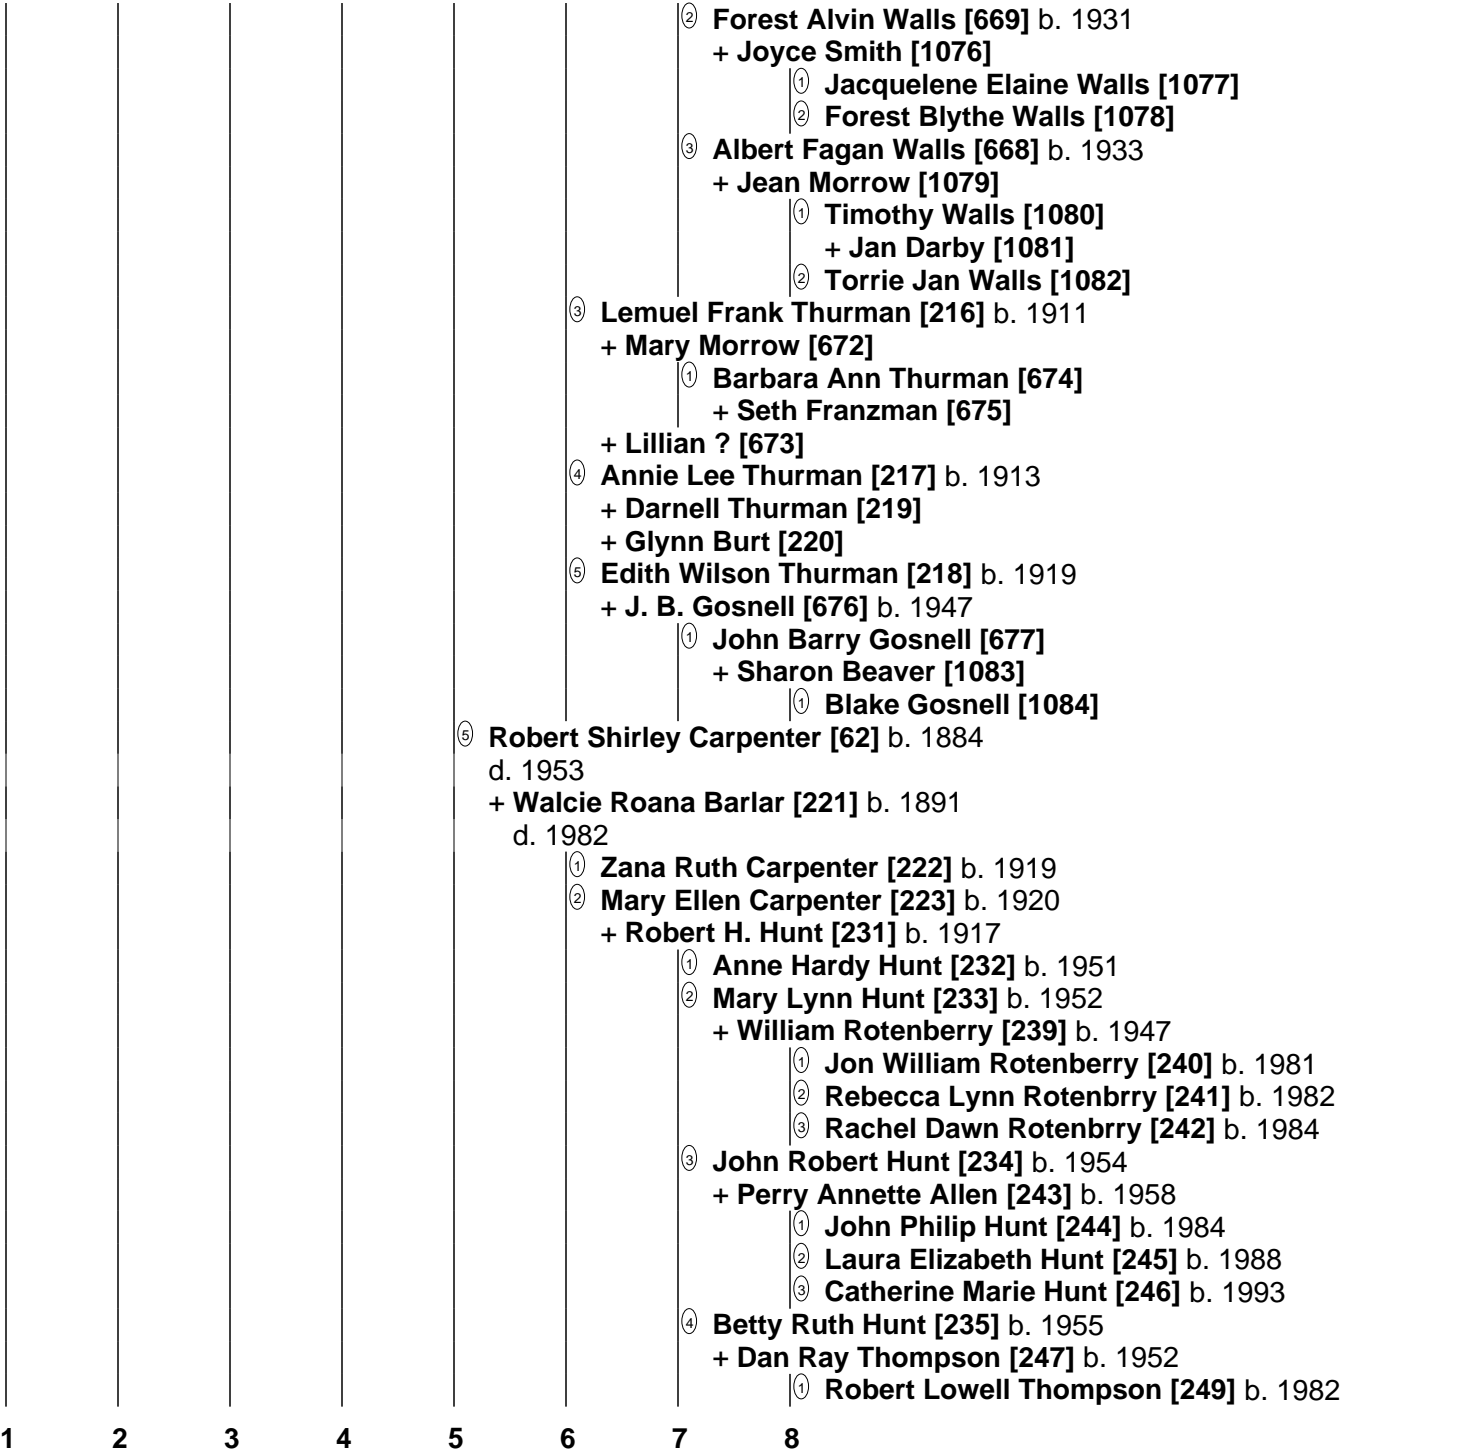 ② Forest Alvin Walls [669] b. 1931
+ Joyce Smith [1076]
① Jacquelene Elaine Walls [1077]
② Forest Blythe Walls [1078]
③ Albert Fagan Walls [668] b. 1933
+ Jean Morrow [1079]
① Timothy Walls [1080]
+ Jan Darby [1081]
② Torrie Jan Walls [1082]
③ Lemuel Frank Thurman [216] b. 1911
+ Mary Morrow [672]
① Barbara Ann Thurman [674]
+ Seth Franzman [675]
+ Lillian ? [673]
④ Annie Lee Thurman [217] b. 1913
+ Darnell Thurman [219]
+ Glynn Burt [220]
⑤ Edith Wilson Thurman [218] b. 1919
+ J. B. Gosnell [676] b. 1947
① John Barry Gosnell [677]
+ Sharon Beaver [1083]
① Blake Gosnell [1084]
⑤ Robert Shirley Carpenter [62] b. 1884
d. 1953
+ Walcie Roana Barlar [221] b. 1891
d. 1982
① Zana Ruth Carpenter [222] b. 1919
② Mary Ellen Carpenter [223] b. 1920
+ Robert H. Hunt [231] b. 1917
① Anne Hardy Hunt [232] b. 1951
② Mary Lynn Hunt [233] b. 1952
+ William Rotenberry [239] b. 1947
① Jon William Rotenberry [240] b. 1981
② Rebecca Lynn Rotenbrry [241] b. 1982
③ Rachel Dawn Rotenbrry [242] b. 1984
③ John Robert Hunt [234] b. 1954
+ Perry Annette Allen [243] b. 1958
① John Philip Hunt [244] b. 1984
② Laura Elizabeth Hunt [245] b. 1988
③ Catherine Marie Hunt [246] b. 1993
④ Betty Ruth Hunt [235] b. 1955
+ Dan Ray Thompson [247] b. 1952
① Robert Lowell Thompson [249] b. 1982
1 2 3 4 5 6 7 8